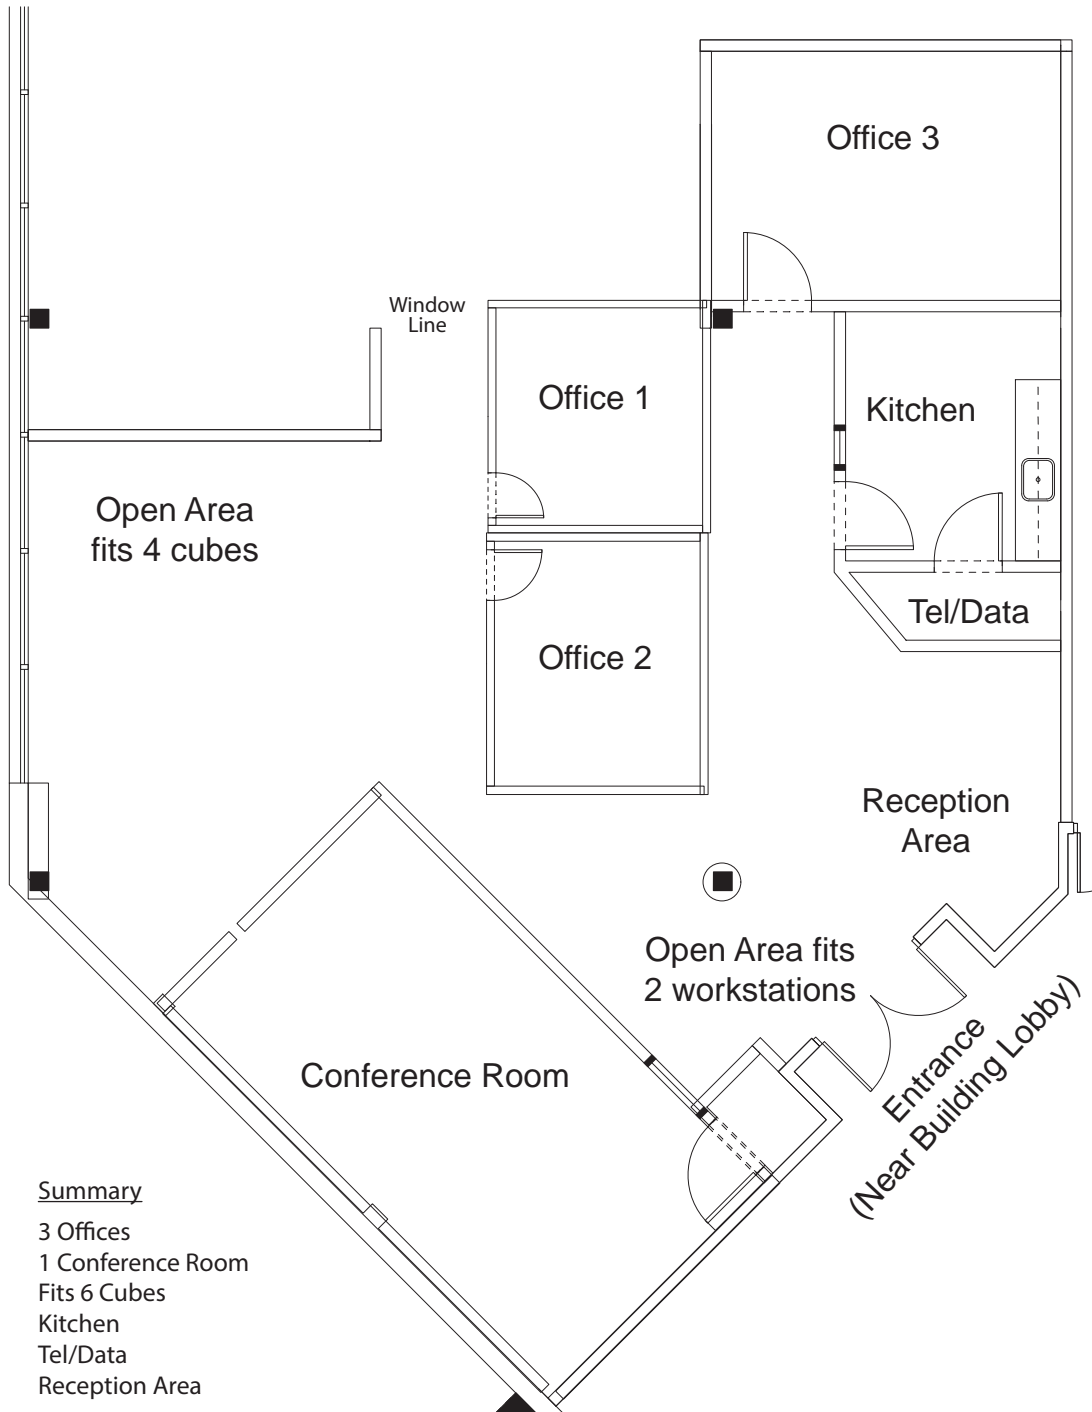 Office 3
Window
Line
Office 1
Kitchen
Open Area
fits 4 cubes
Tel/Data
Office 2
Reception
Area
Open Area fits
2 workstations
Entrance
(Near Building Lobby)
Conference Room
Summary
3 Offices
1 Conference Room
Fits 6 Cubes
Kitchen
Tel/Data
Reception Area